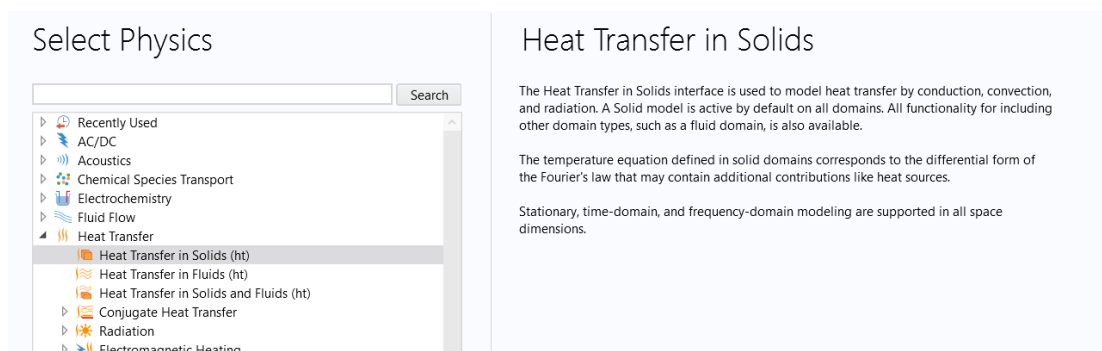 Select Physics
Search
Recently Used
AC/DC
Acoustics
Chemical Species Transport
Electrochemistry
Fluid Flow
Heat Transfer
Heat Transfer in Solids (ht)
Heat Transfer in Fluids (ht)
Heat Transfer in Solids and Fluids (ht)
Conjugate Heat Transfer
Radiation
Electromagnetic Heating
Heat Transfer in Solids
The Heat Transfer in Solids interface is used to model heat transfer by conduction, convection,
and radiation. A Solid model is active by default on all domains. All functionality for including
other domain types, such as a fluid domain, is also available.
The temperature equation defined in solid domains corresponds to the differential form of
the Fourier's law that may contain additional contributions like heat sources.
Stationary, time-domain, and frequency-domain modeling are supported in all space
dimensions.